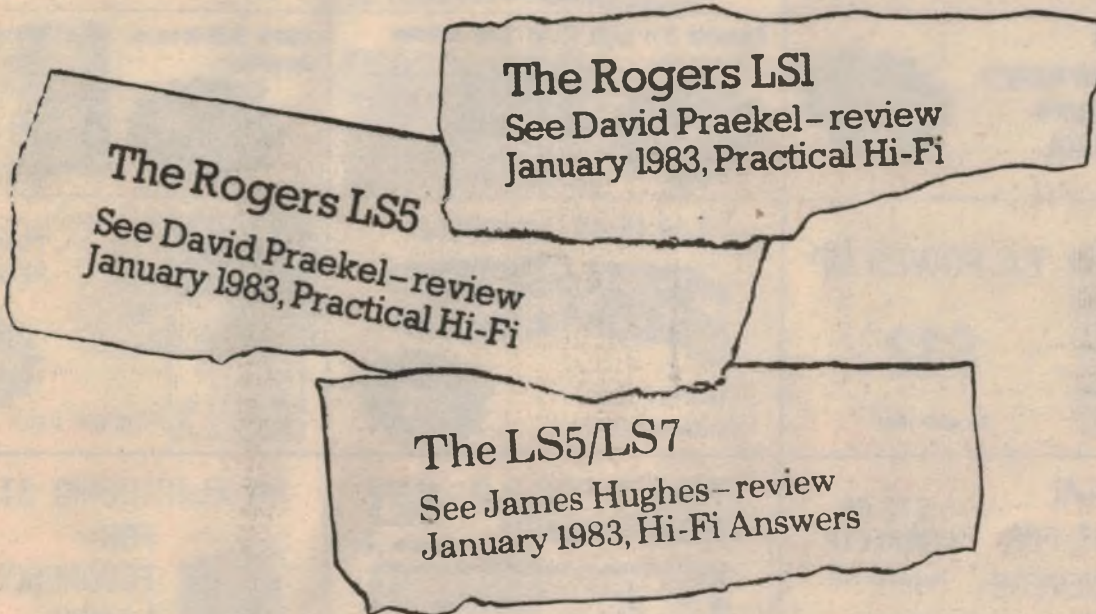 The Rogers LS1
See David Praekel–review
January 1983, Practical Hi-Fi
The Rogers LS5
See David Praekel–review
January 1983, Practical Hi-Fi
The LS5/LS7
See James Hughes–review
January 1983, Hi-Fi Answers